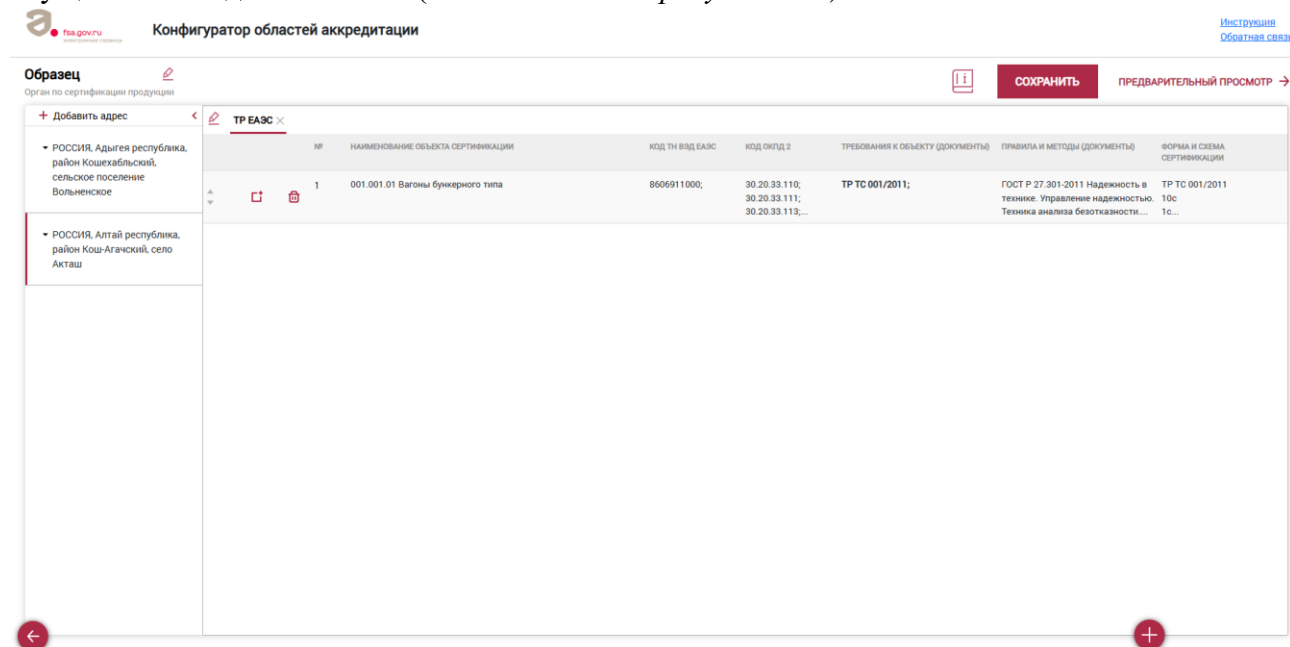 fsa.gov.ru
Конфигуратор областей аккредитации
Инструкция
Обратная связь
Образец
Орган по сертификации продукции
СОХРАНИТЬ
ПРЕДВАРИТЕЛЬНЫЙ ПРОСМОТР →
+ Добавить адрес
ТР ЕАЭС ×
РОССИЯ, Адыгея республика,
район Кошехабльский,
сельское поселение
Вольненское
РОССИЯ, Алтай республика,
район Кош-Агачский, село
Акташ
№ НАИМЕНОВАНИЕ ОБЪЕКТА СЕРТИФИКАЦИИ КОД ТН ВЭД ЕАЭС КОД ОКПД 2 ТРЕБОВАНИЯ К ОБЪЕКТУ (ДОКУМЕНТЫ) ПРАВИЛА И МЕТОДЫ (ДОКУМЕНТЫ) ФОРМА И СХЕМА
СЕРТИФИКАЦИИ
1 001.001.01 Вагоны бункерного типа 8606911000; 30.20.33.110; ТР ТС 001/2011; ГОСТ Р 27.301-2011 Надежность в ТР ТС 001/2011
30.20.33.111; технике. Управление надежностью. 10с
30.20.33.113;... Техника анализа безотказности.... 1с...